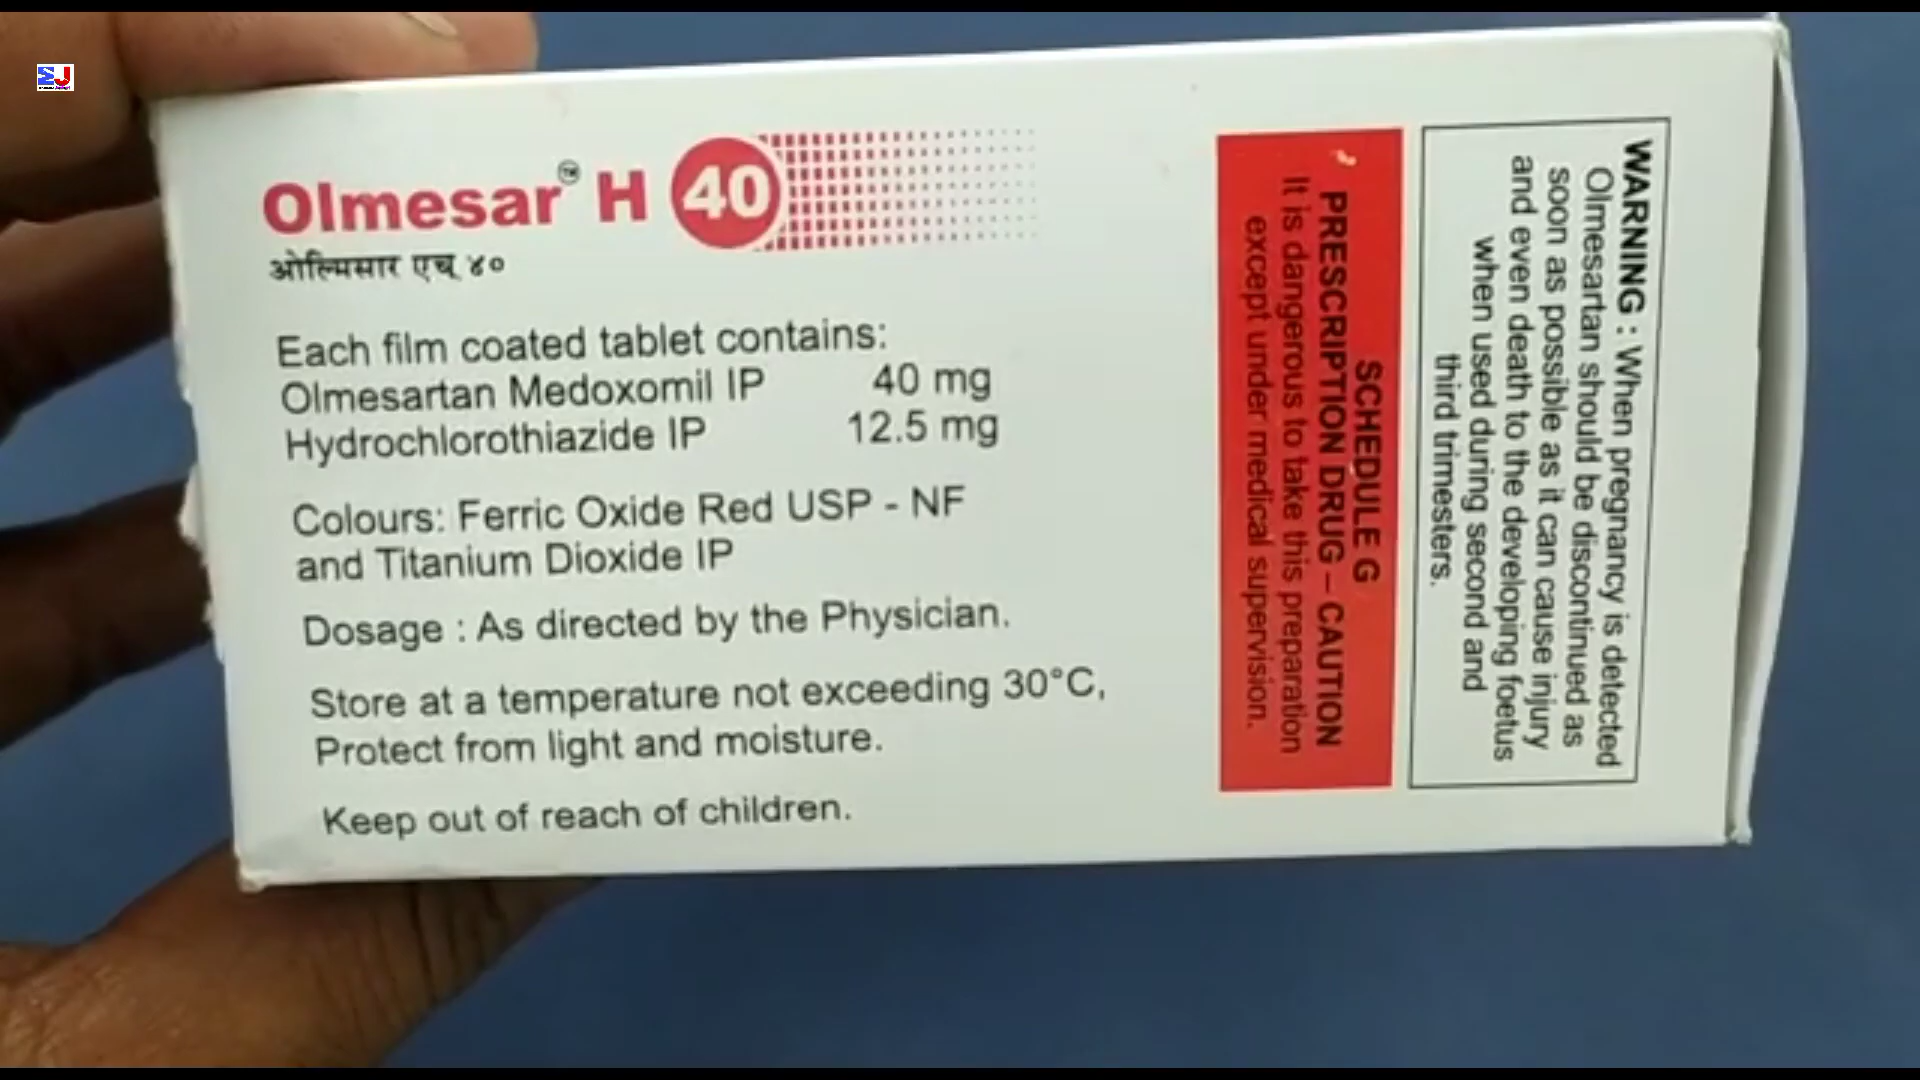 Olmesar™ H 40
ओल्मिसार एच् ४०
Each film coated tablet contains:
Olmesartan Medoxomil IP 40 mg
Hydrochlorothiazide IP 12.5 mg
Colours: Ferric Oxide Red USP - NF
and Titanium Dioxide IP
Dosage : As directed by the Physician.
Store at a temperature not exceeding 30°C,
Protect from light and moisture.
Keep out of reach of children.
SCHEDULE G
PRESCRIPTION DRUG – CAUTION
It is dangerous to take this preparation
except under medical supervision.
WARNING : When pregnancy is detected
Olmesartan should be discontinued as
soon as possible as it can cause injury
and even death to the developing foetus
when used during second and
third trimesters.